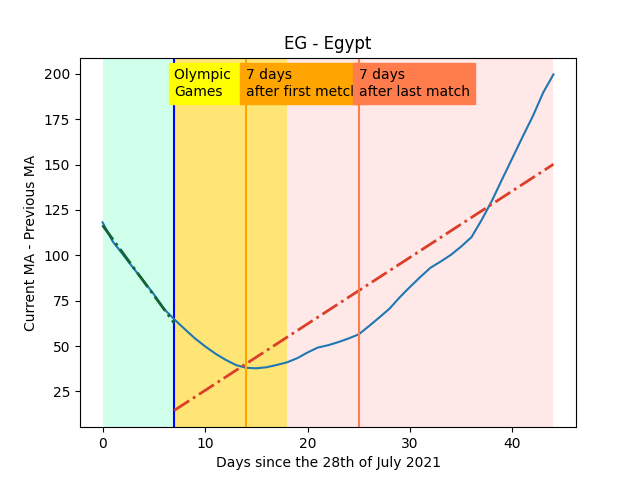 EG - Egypt
Olympic
Games
7 days
after first metch
7 days
after last match
200
175
150
125
100
75
50
25
Current MA - Previous MA
0
10
20
30
40
Days since the 28th of July 2021